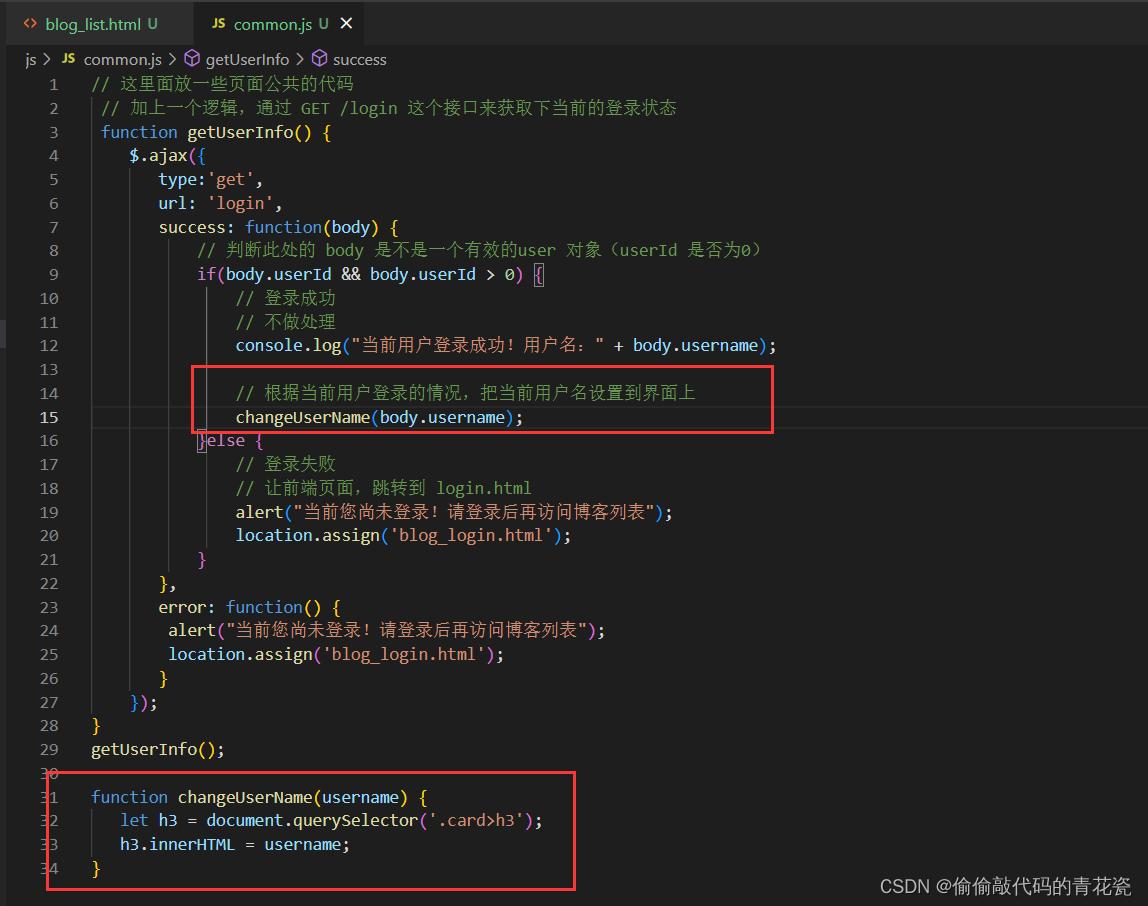 <> blog_list.html U JS common.js U ×
js > JS common.js > getUserInfo > success
1 // 这里面放一些页面公共的代码
2 // 加上一个逻辑，通过 GET /login 这个接口来获取下当前的登录状态
3 function getUserInfo() {
4 $.ajax({
5 type:'get',
6 url: 'login',
7 success: function(body) {
8 // 判断此处的 body 是不是一个有效的user 对象（userId 是否为0）
9 if(body.userId && body.userId > 0) {
10 // 登录成功
11 // 不做处理
12 console.log("当前用户登录成功！用户名：" + body.username);
13
14 // 根据当前用户登录的情况，把当前用户名设置到界面上
15 changeUserName(body.username);
16 }else {
17 // 登录失败
18 // 让前端页面，跳转到 login.html
19 alert("当前您尚未登录！请登录后再访问博客列表");
20 location.assign('blog_login.html');
21 }
22 },
23 error: function() {
24 alert("当前您尚未登录！请登录后再访问博客列表");
25 location.assign('blog_login.html');
26 }
27 });
28 }
29 getUserInfo();
30
31 function changeUserName(username) {
32 let h3 = document.querySelector('.card>h3');
33 h3.innerHTML = username;
34 }
CSDN @偷偷敲代码的青花瓷